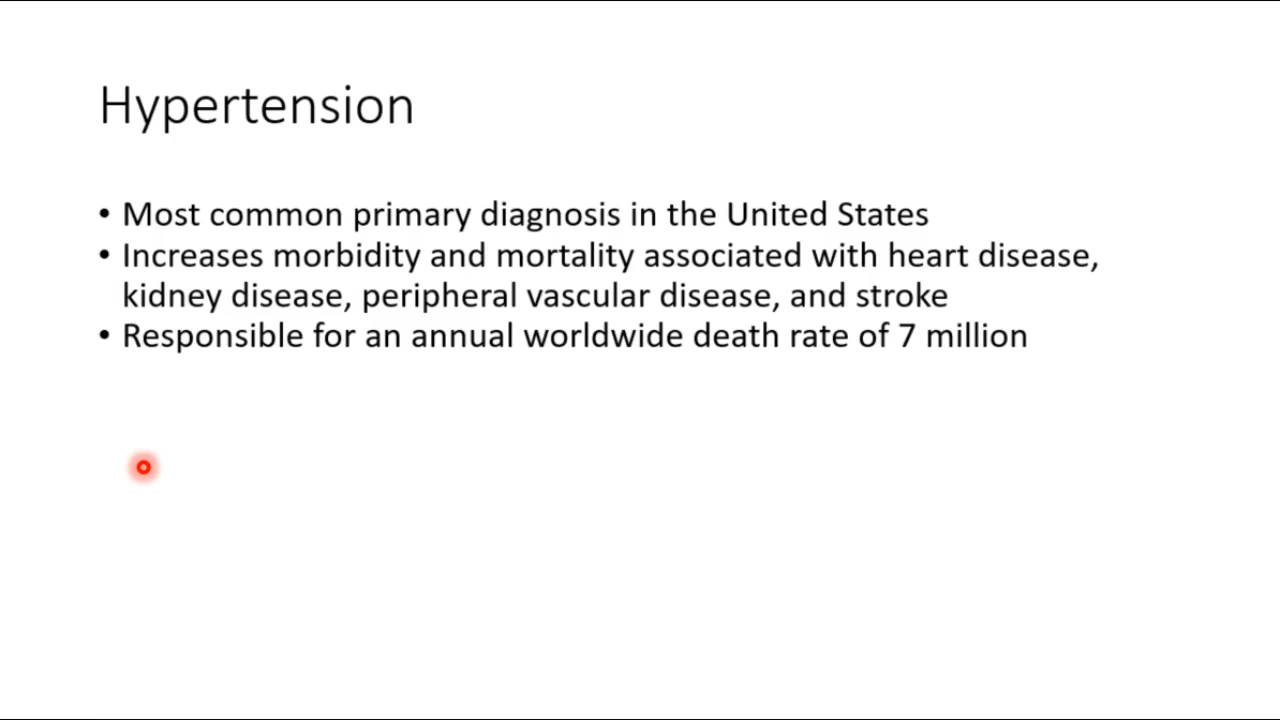 Hypertension
• Most common primary diagnosis in the United States
• Increases morbidity and mortality associated with heart disease,
kidney disease, peripheral vascular disease, and stroke
• Responsible for an annual worldwide death rate of 7 million